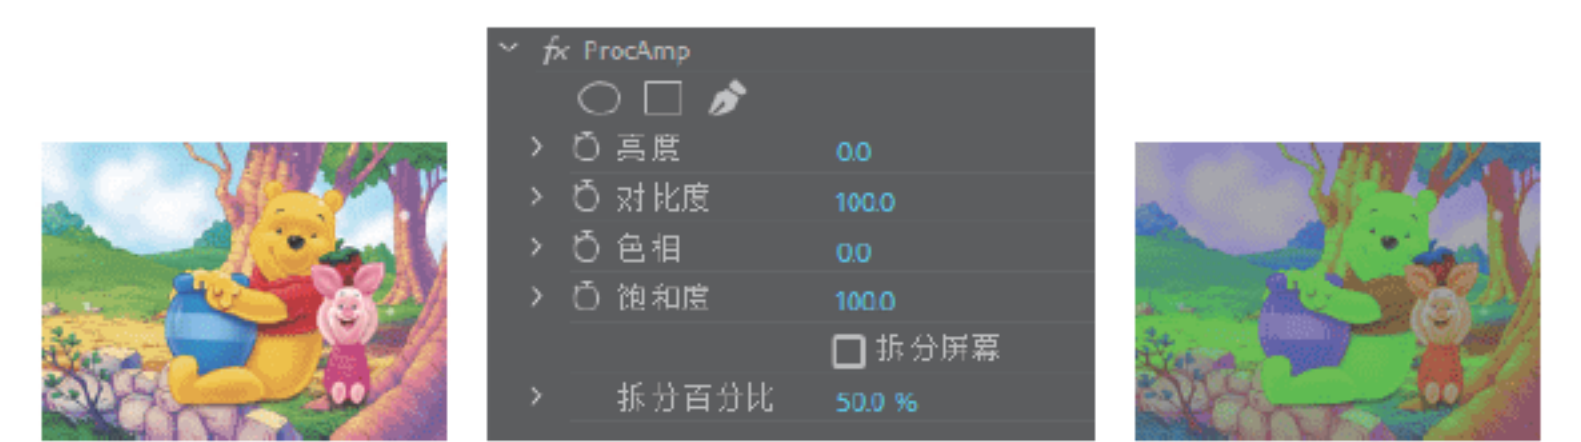 fx ProcAmp
亮度 0.0
对比度 100.0
色相 0.0
饱和度 100.0
拆分屏幕
拆分百分比 50.0 %